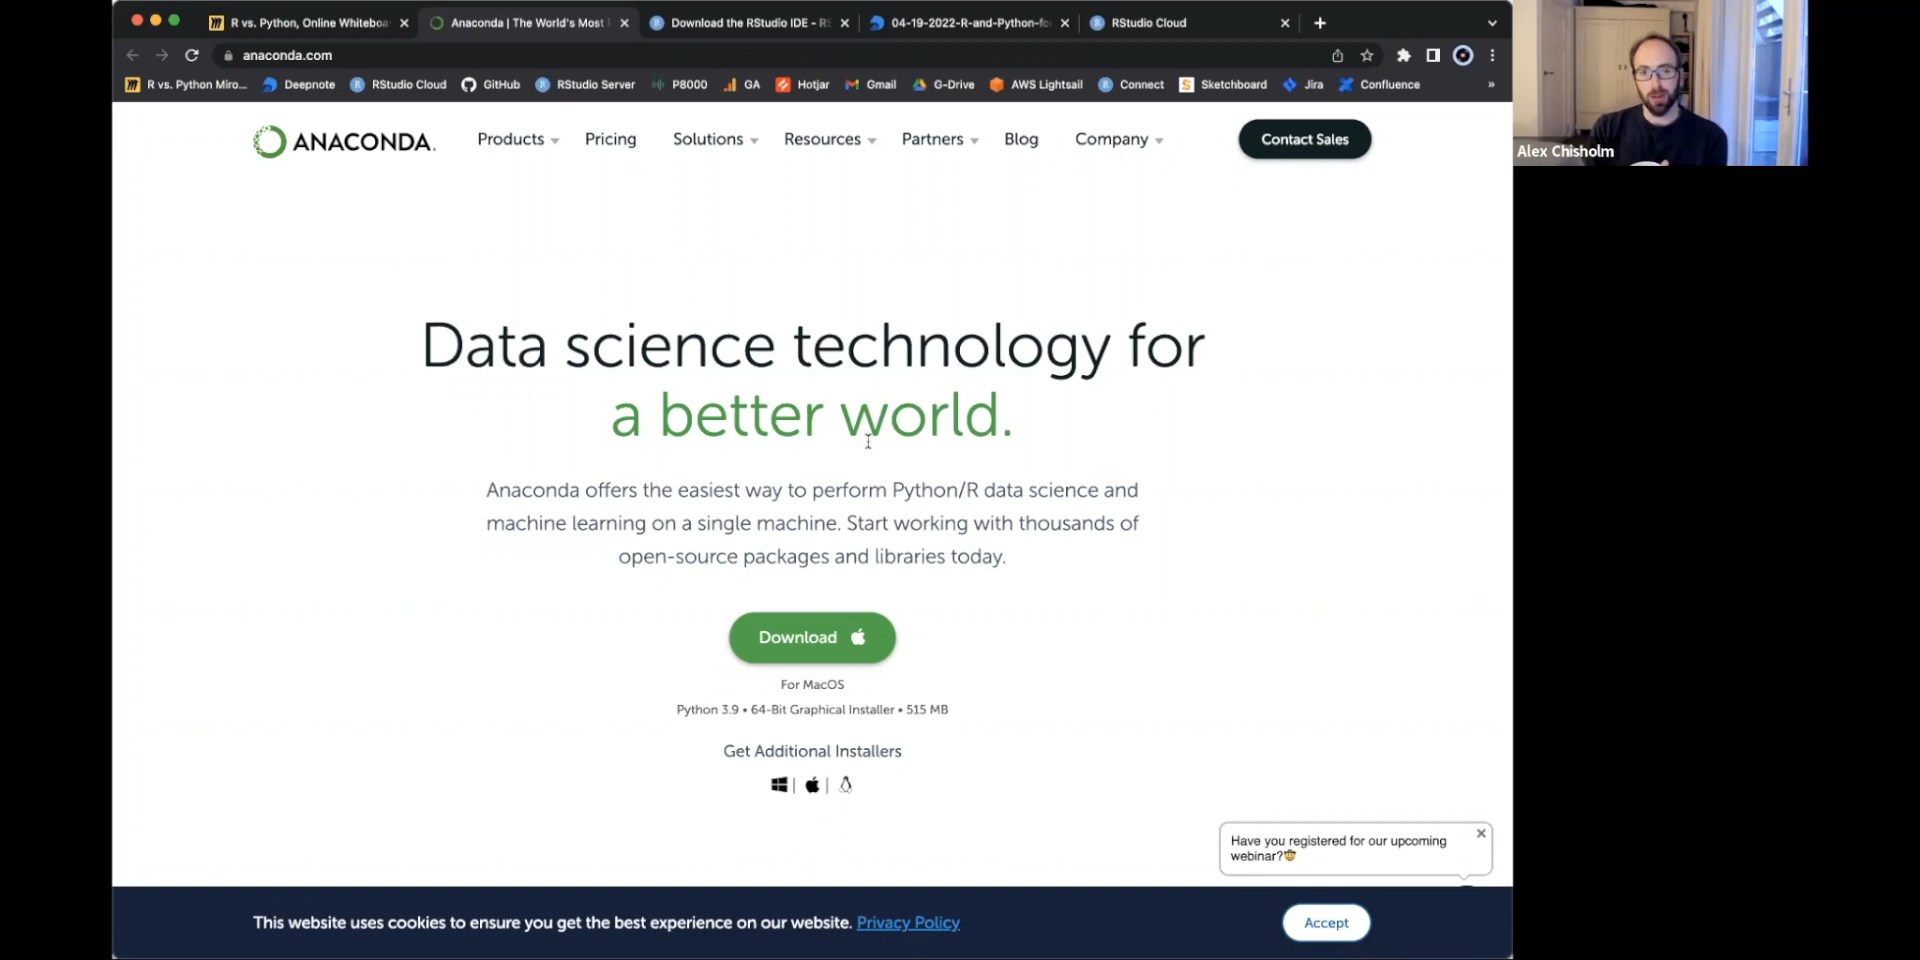 R vs. Python, Online Whiteboa
Anaconda | The World's Most
Download the RStudio IDE - RS
04-19-2022-R-and-Python-fo
RStudio Cloud
anaconda.com
R vs. Python Miro...
Deepnote
RStudio Cloud
GitHub
RStudio Server
P8000
GA
Hotjar
Gmail
G-Drive
AWS Lightsail
Connect
Sketchboard
Jira
Confluence
ANACONDA.
Products
Pricing
Solutions
Resources
Partners
Blog
Company
Contact Sales
Alex Chisholm
Data science technology for
a better world.
Anaconda offers the easiest way to perform Python/R data science and
machine learning on a single machine. Start working with thousands of
open-source packages and libraries today.
Download
For MacOS
Python 3.9 • 64-Bit Graphical Installer • 515 MB
Get Additional Installers
Have you registered for our upcoming
webinar?🤠
This website uses cookies to ensure you get the best experience on our website. Privacy Policy
Accept